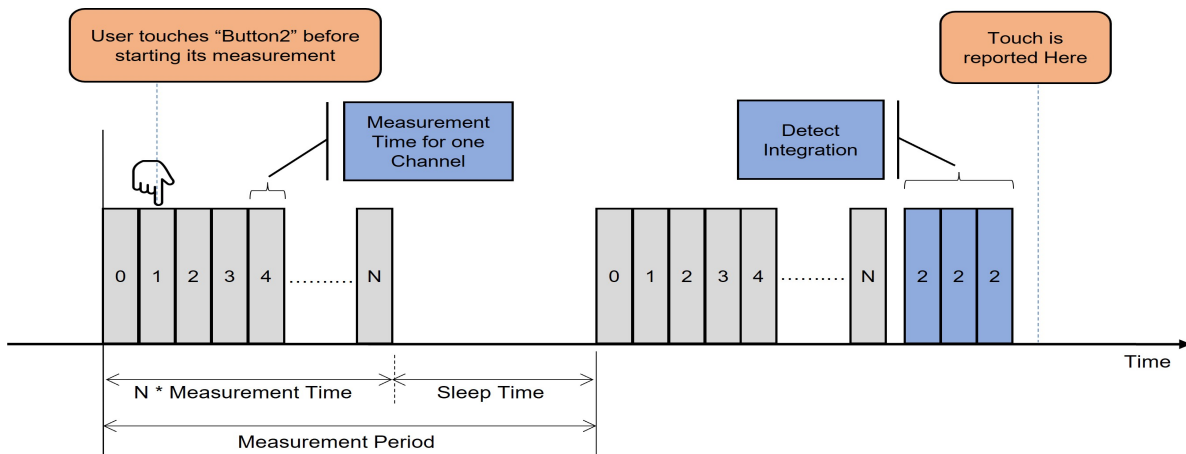 User touches “Button2” before
starting its measurement
Touch is
reported Here
Measurement
Time for one
Channel
Detect
Integration
0 1 2 3 4 ........... N
0 1 2 3 4 ........... N 2 2 2
Time
N * Measurement Time
Sleep Time
Measurement Period